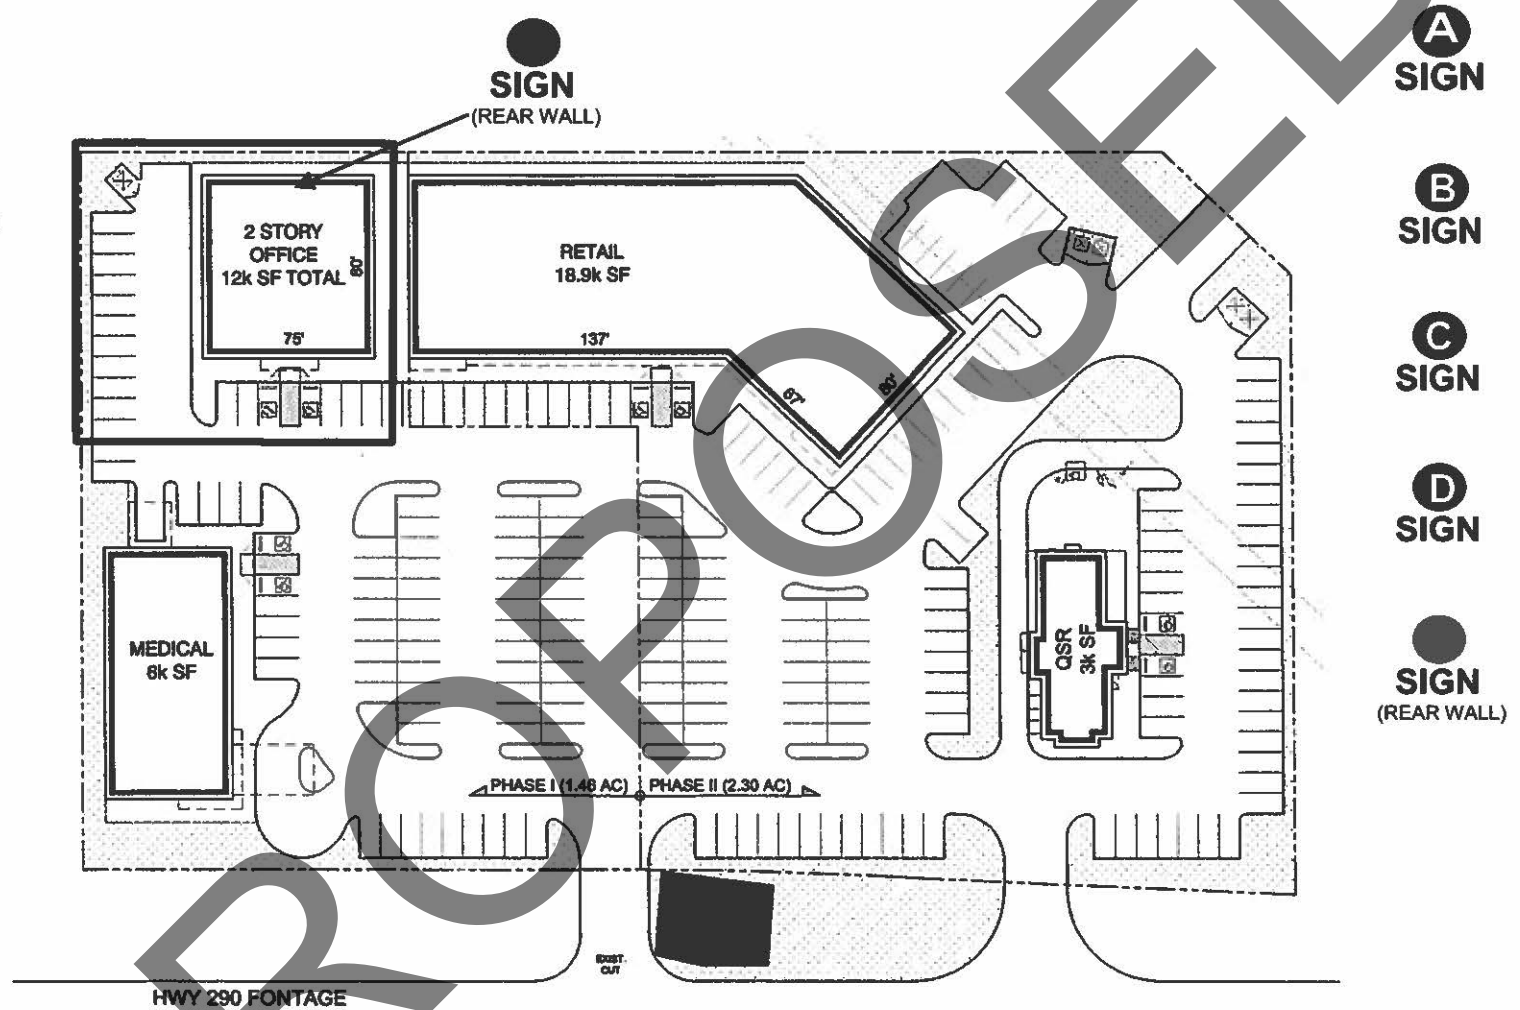 SIGN
(REAR WALL)
A
SIGN
B
SIGN
C
SIGN
D
SIGN
SIGN
(REAR WALL)
2 STORY
OFFICE
12k SF TOTAL
80'
75'
RETAIL
18.9k SF
137'
67'
80'
MEDICAL
6k SF
QSR
3k SF
PHASE I (1.48 AC)
PHASE II (2.30 AC)
EXIST.
CUT
HWY 290 FONTAGE
ROPOSED